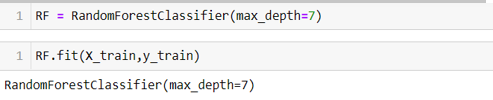 1 RF = RandomForestClassifier(max_depth=7)
1 RF.fit(X_train,y_train)
RandomForestClassifier(max_depth=7)